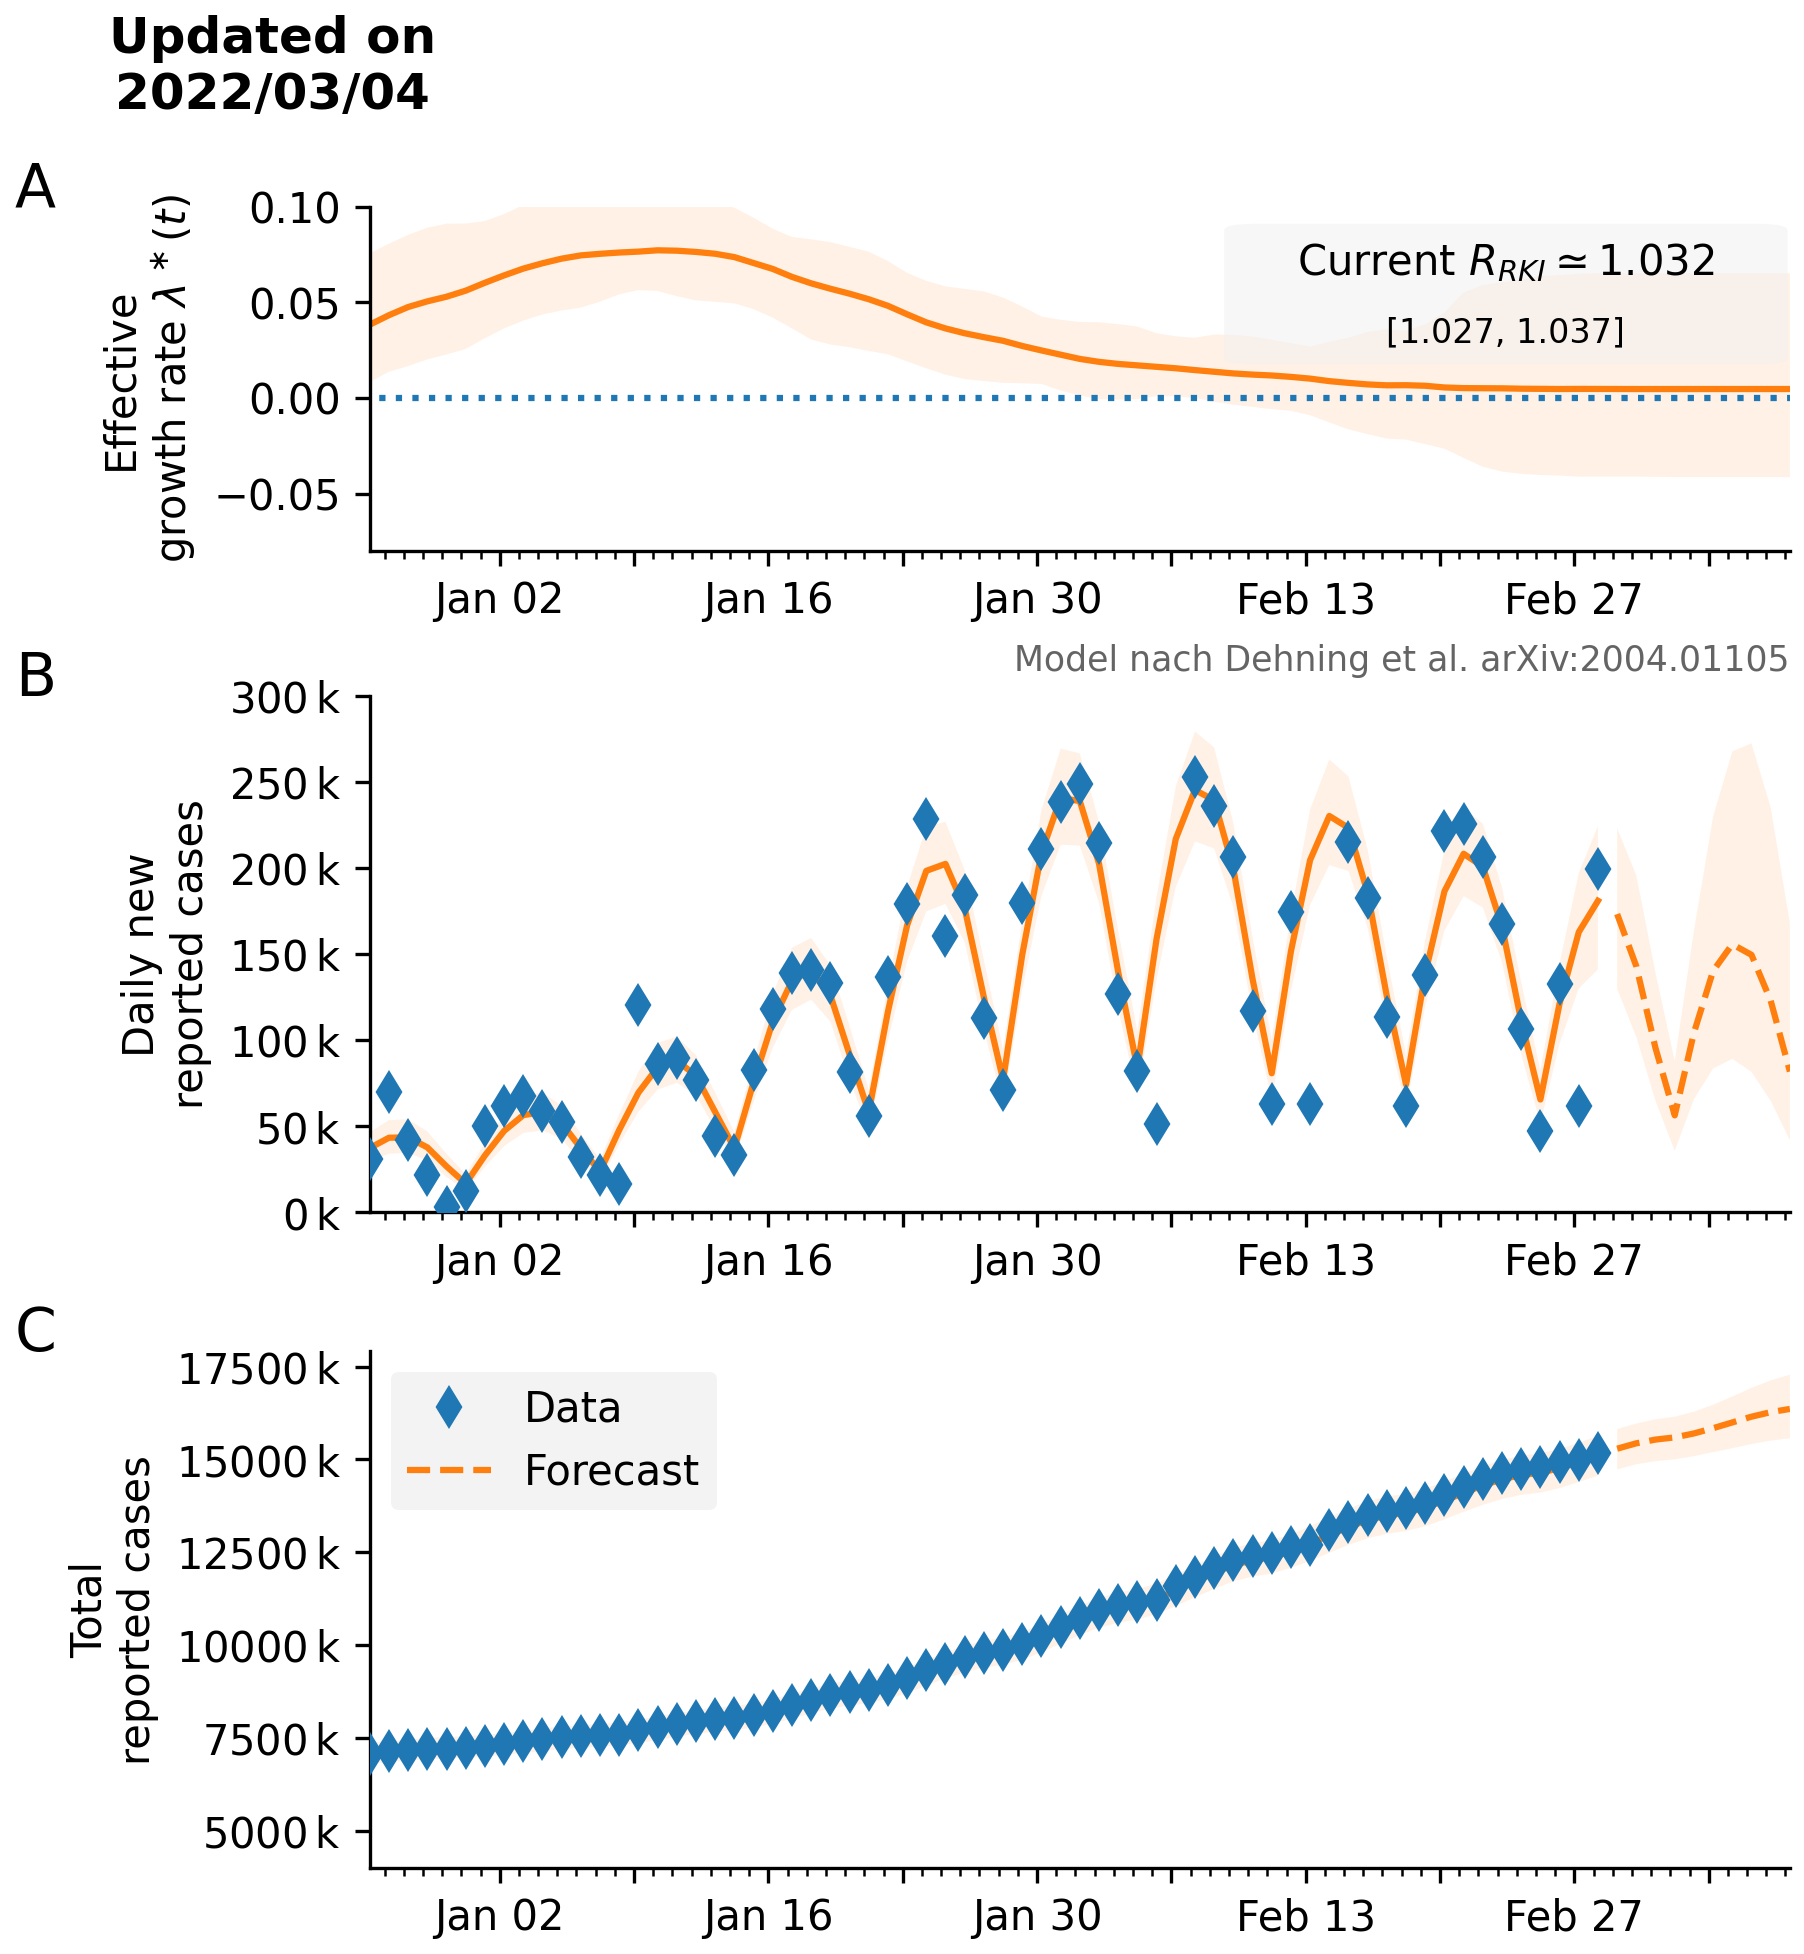 Updated on
2022/03/04
A
Effective
growth rate λ * (t)
0.10
0.05
0.00
−0.05
Current R_RKI ≃ 1.032
[1.027, 1.037]
Jan 02
Jan 16
Jan 30
Feb 13
Feb 27
B
Model nach Dehning et al. arXiv:2004.01105
Daily new
reported cases
300 k
250 k
200 k
150 k
100 k
50 k
0 k
Jan 02
Jan 16
Jan 30
Feb 13
Feb 27
C
Total
reported cases
17500 k
15000 k
12500 k
10000 k
7500 k
5000 k
Data
Forecast
Jan 02
Jan 16
Jan 30
Feb 13
Feb 27